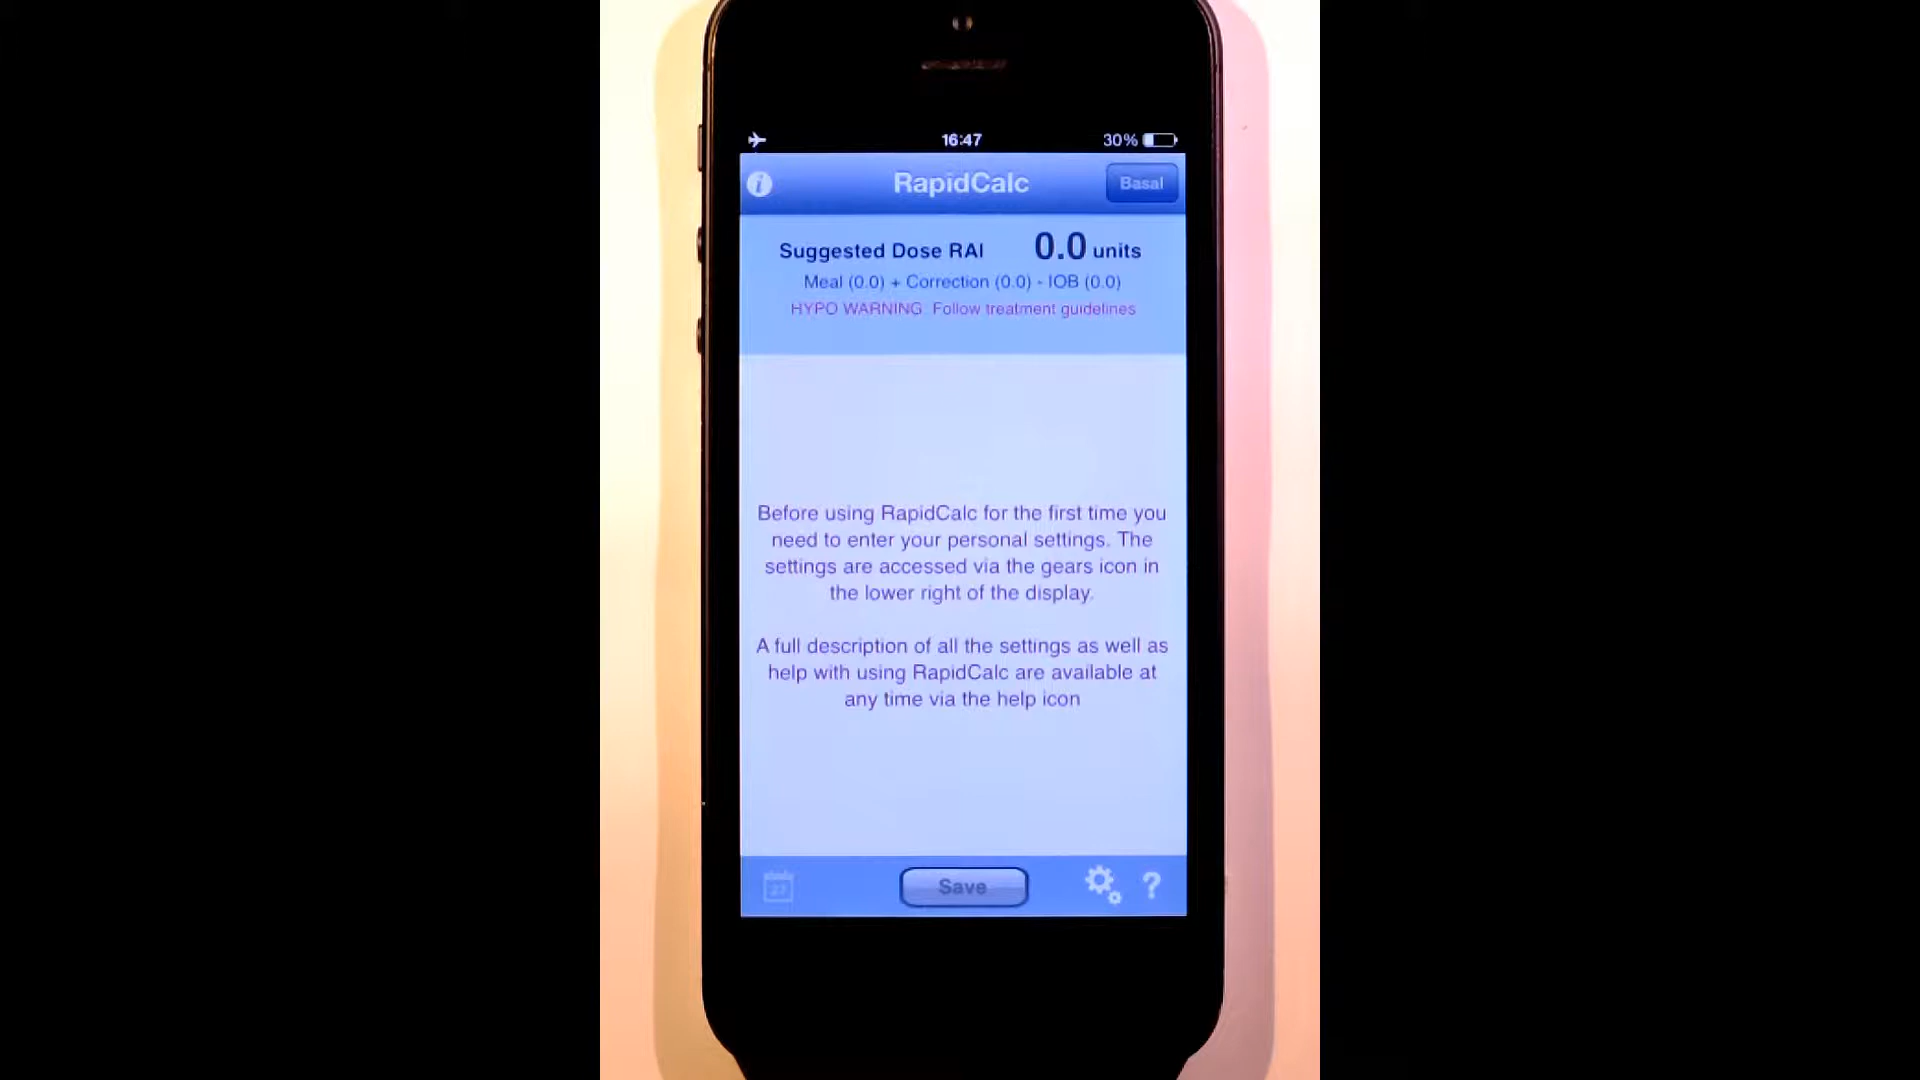 16:47
30%
i
RapidCalc
Basal
Suggested Dose RAI 0.0 units
Meal (0.0) + Correction (0.0) - IOB (0.0)
HYPO WARNING: Follow treatment guidelines
Before using RapidCalc for the first time you
need to enter your personal settings. The
settings are accessed via the gears icon in
the lower right of the display.
A full description of all the settings as well as
help with using RapidCalc are available at
any time via the help icon
27
Save
?